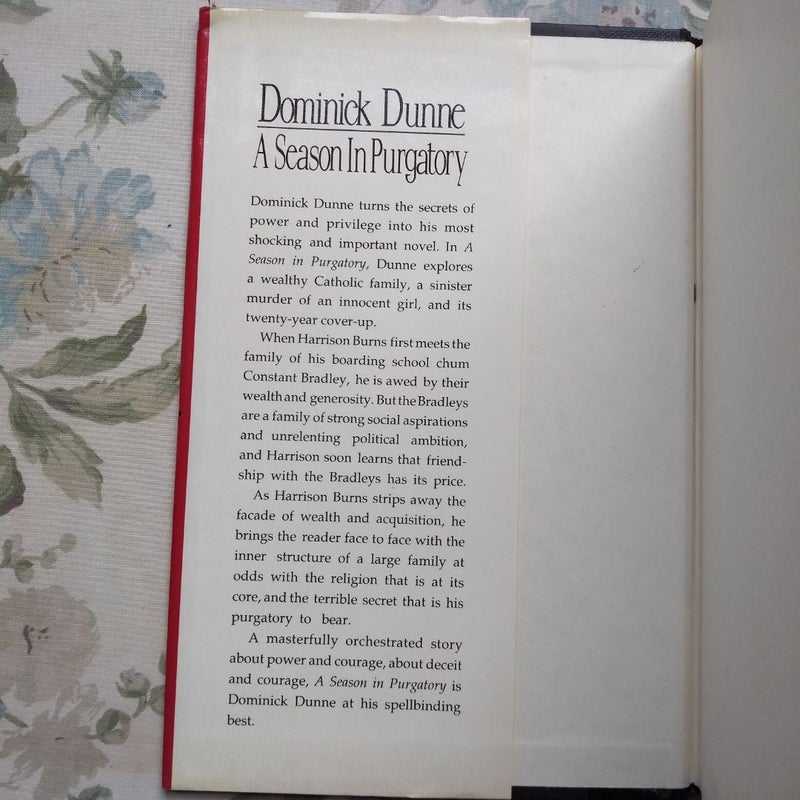 Dominick Dunne
A Season In Purgatory
Dominick Dunne turns the secrets of
power and privilege into his most
shocking and important novel. In A
Season in Purgatory, Dunne explores
a wealthy Catholic family, a sinister
murder of an innocent girl, and its
twenty-year cover-up.
When Harrison Burns first meets the
family of his boarding school chum
Constant Bradley, he is awed by their
wealth and generosity. But the Bradleys
are a family of strong social aspirations
and unrelenting political ambition,
and Harrison soon learns that friend-
ship with the Bradleys has its price.
As Harrison Burns strips away the
facade of wealth and acquisition, he
brings the reader face to face with the
inner structure of a large family at
odds with the religion that is at its
core, and the terrible secret that is his
purgatory to bear.
A masterfully orchestrated story
about power and courage, about deceit
and courage, A Season in Purgatory is
Dominick Dunne at his spellbinding
best.